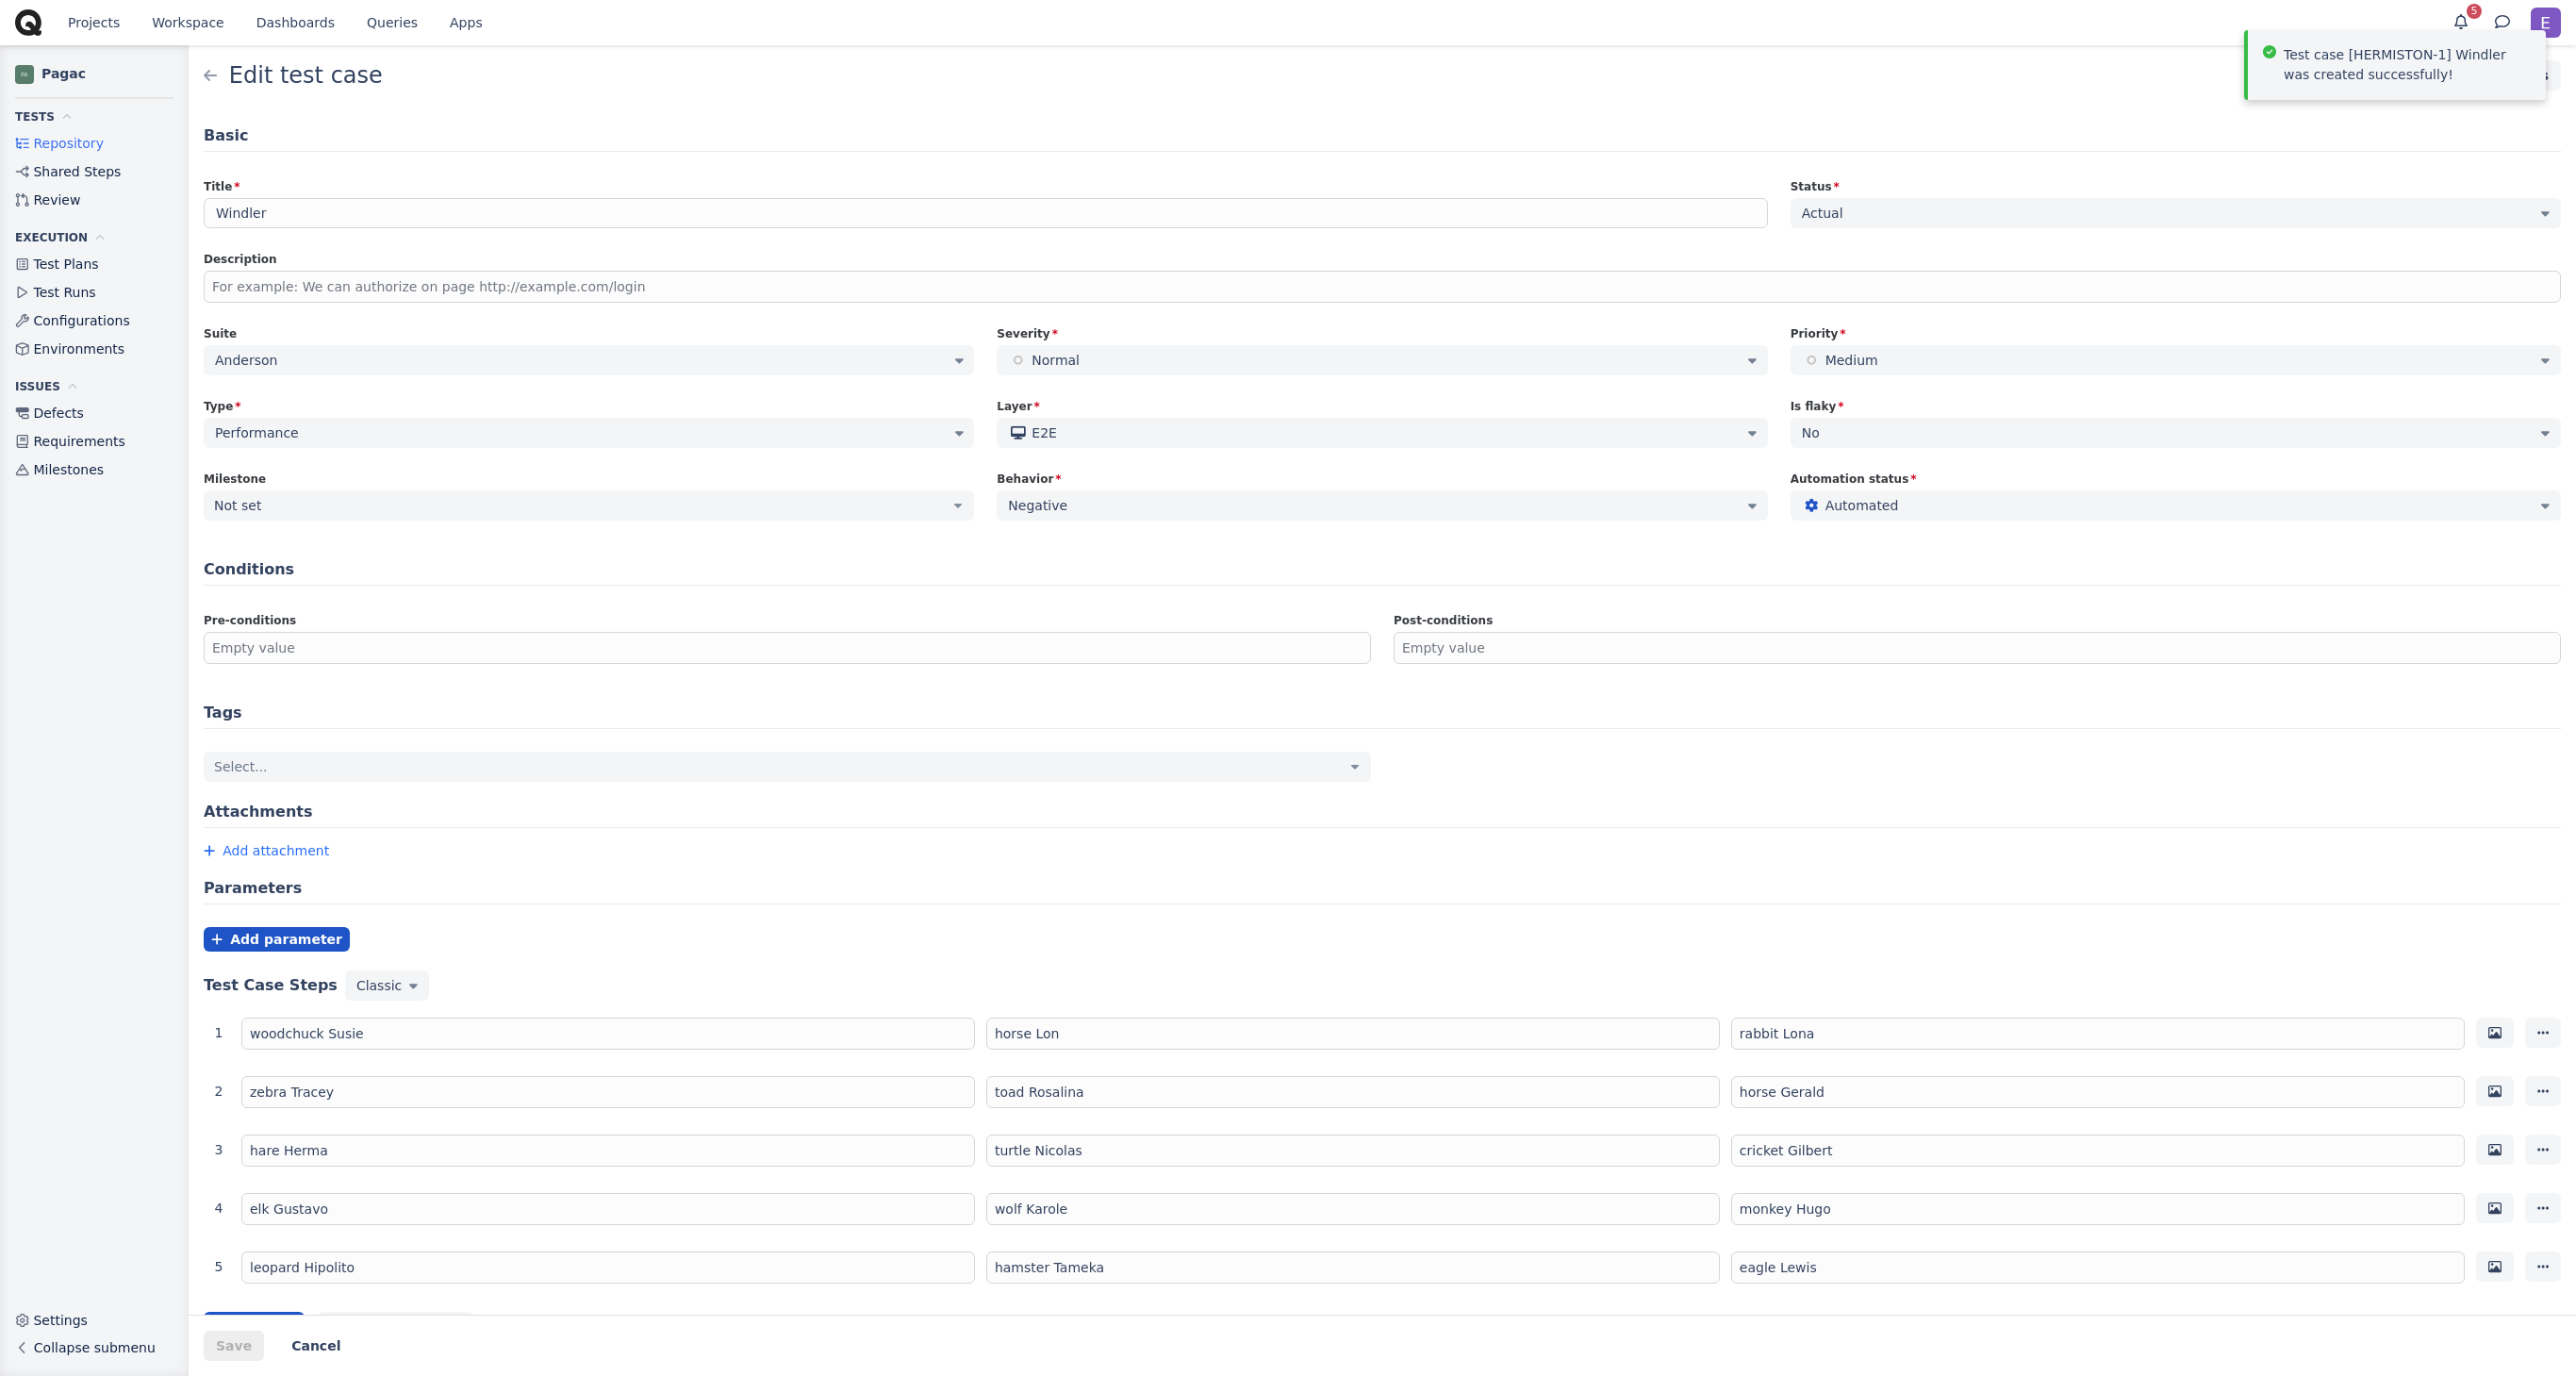 Projects Workspace Dashboards Queries Apps 5 E
Test case [HERMISTON-1] Windler
was created successfully!
Pagac
TESTS
Repository
Shared Steps
Review
EXECUTION
Test Plans
Test Runs
Configurations
Environments
ISSUES
Defects
Requirements
Milestones
Settings
Collapse submenu
Edit test case
Basic
Title* Status*
Windler Actual
Description
For example: We can authorize on page http://example.com/login
Suite Severity* Priority*
Anderson Normal Medium
Type* Layer* Is flaky*
Performance E2E No
Milestone Behavior* Automation status*
Not set Negative Automated
Conditions
Pre-conditions Post-conditions
Empty value Empty value
Tags
Select...
Attachments
+ Add attachment
Parameters
+ Add parameter
Test Case Steps Classic
1 woodchuck Susie horse Lon rabbit Lona
2 zebra Tracey toad Rosalina horse Gerald
3 hare Herma turtle Nicolas cricket Gilbert
4 elk Gustavo wolf Karole monkey Hugo
5 leopard Hipolito hamster Tameka eagle Lewis
Save Cancel